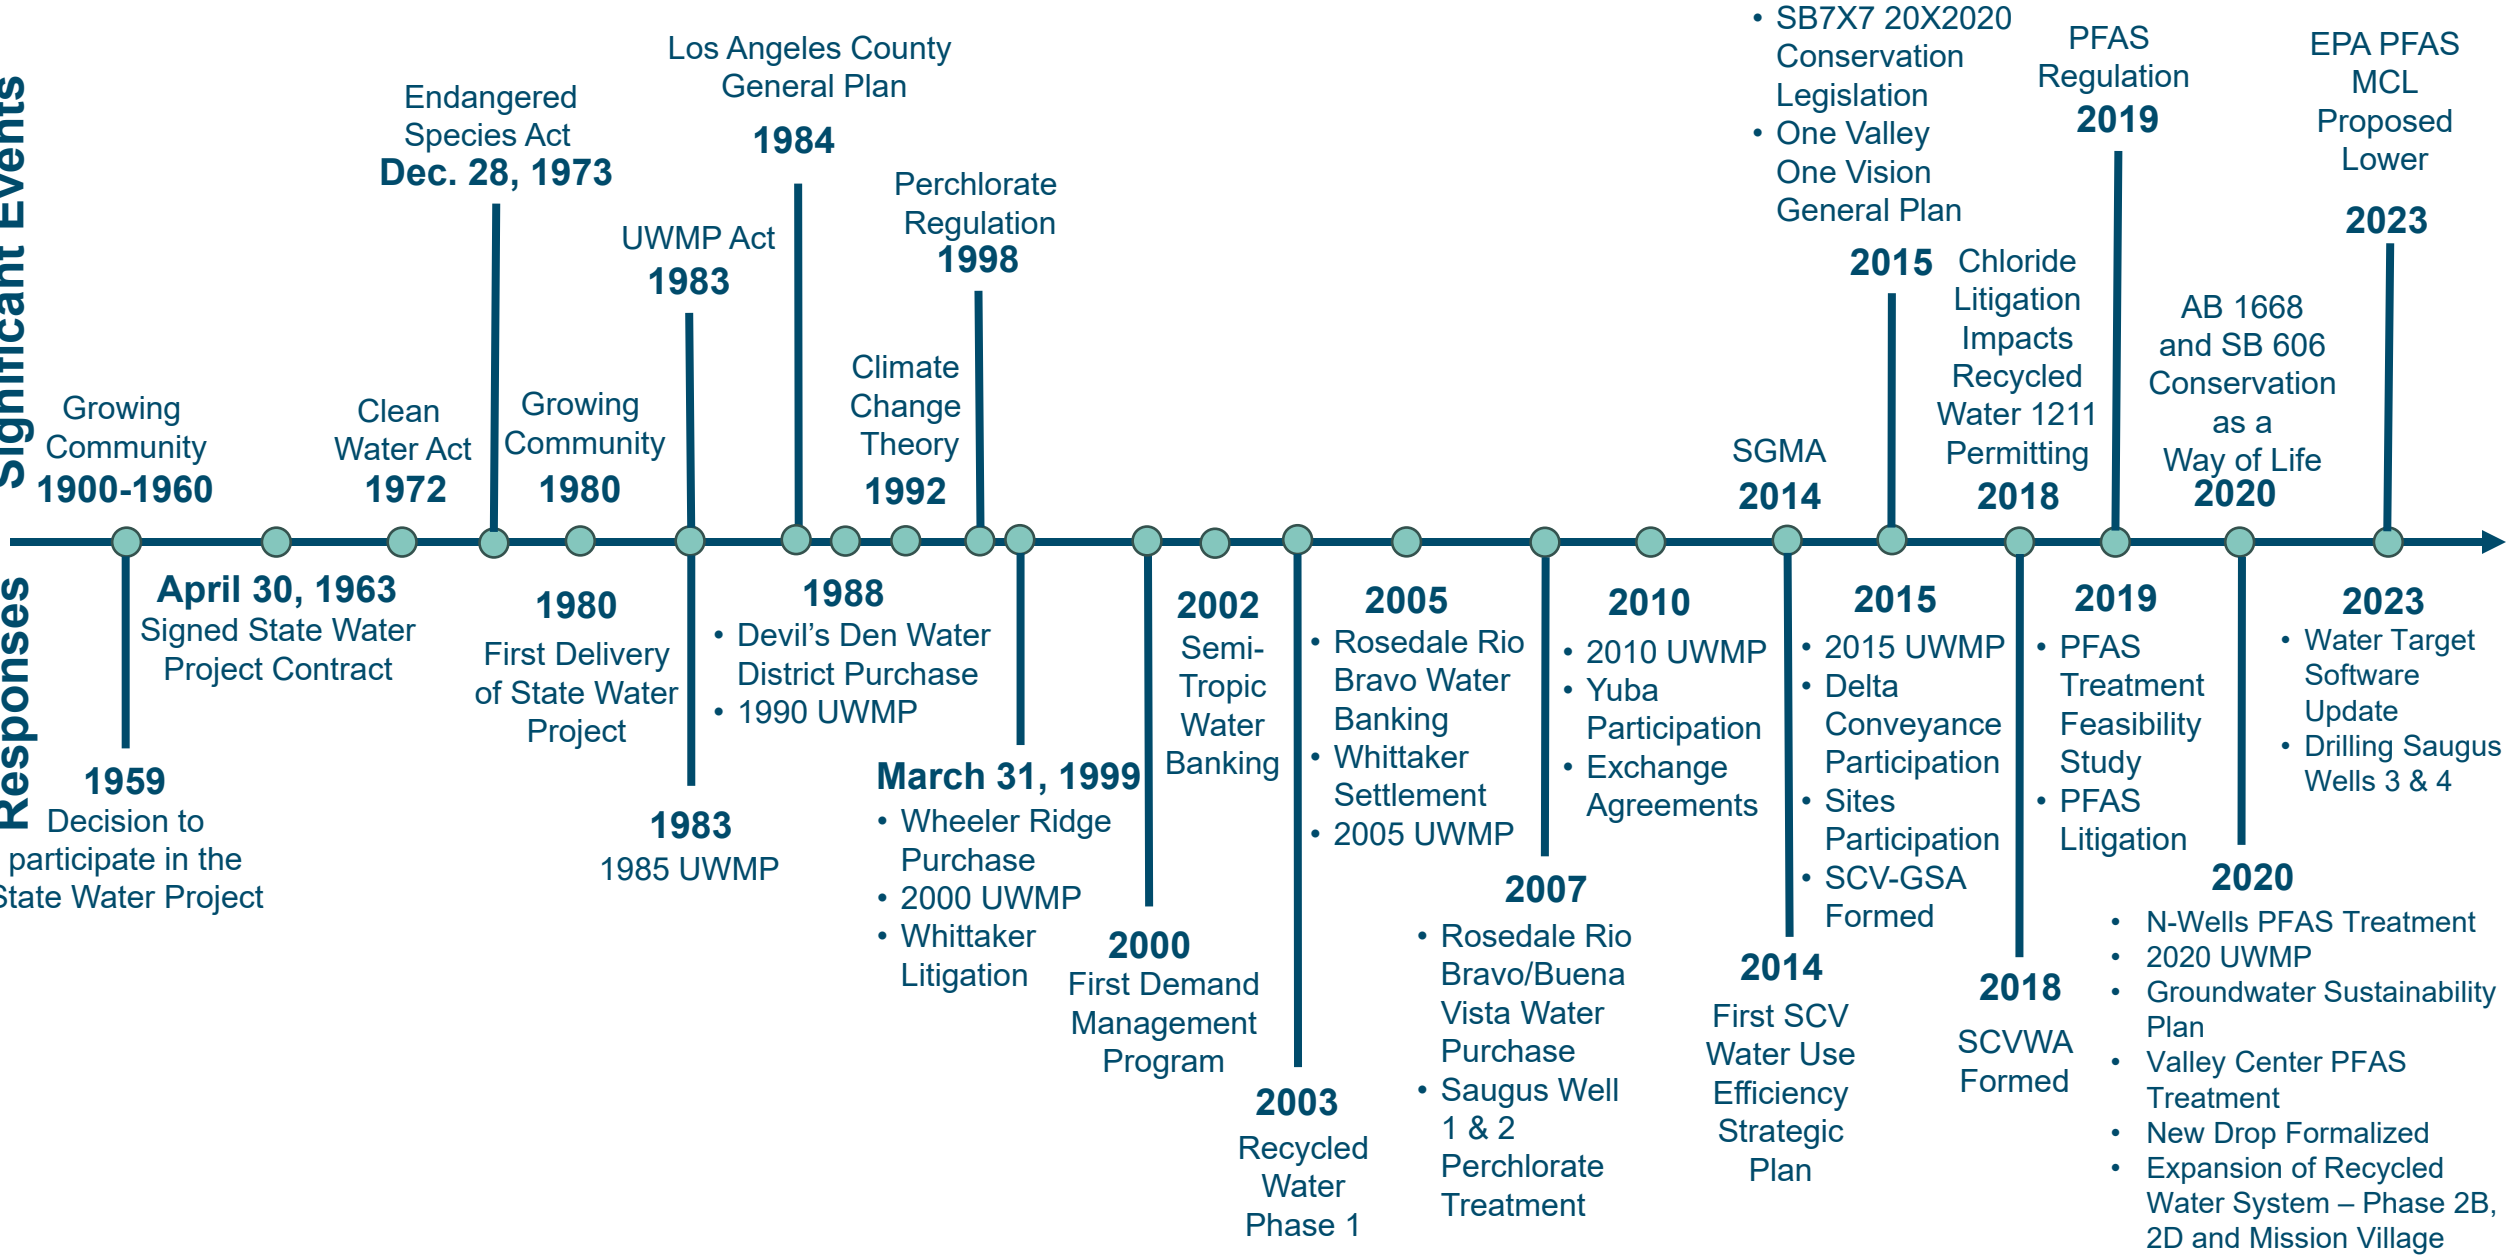 Significant Events
Growing
Community
1900-1960
Clean
Water Act
1972
Endangered
Species Act
Dec. 28, 1973
Growing
Community
1980
UWMP Act
1983
Los Angeles County
General Plan
1984
Climate
Change
Theory
1992
Perchlorate
Regulation
1998
SGMA
2014
• SB7X7 20X2020
Conservation
Legislation
• One Valley
One Vision
General Plan
2015
Chloride
Litigation
Impacts
Recycled
Water 1211
Permitting
2018
PFAS
Regulation
2019
AB 1668
and SB 606
Conservation
as a
Way of Life
2020
EPA PFAS
MCL
Proposed
Lower
2023
Responses
1959
Decision to
participate in the
State Water Project
April 30, 1963
Signed State Water
Project Contract
1980
First Delivery
of State Water
Project
1983
1985 UWMP
1988
• Devil’s Den Water
District Purchase
• 1990 UWMP
March 31, 1999
• Wheeler Ridge
Purchase
• 2000 UWMP
• Whittaker
Litigation
2000
First Demand
Management
Program
2002
Semi-
Tropic
Water
Banking
2003
Recycled
Water
Phase 1
2005
• Rosedale Rio
Bravo Water
Banking
• Whittaker
Settlement
• 2005 UWMP
2007
• Rosedale Rio
Bravo/Buena
Vista Water
Purchase
• Saugus Well
1 & 2
Perchlorate
Treatment
2010
• 2010 UWMP
• Yuba
Participation
• Exchange
Agreements
2014
First SCV
Water Use
Efficiency
Strategic
Plan
2015
• 2015 UWMP
• Delta
Conveyance
Participation
• Sites
Participation
• SCV-GSA
Formed
2018
SCVWA
Formed
2019
• PFAS
Treatment
Feasibility
Study
• PFAS
Litigation
2020
• N-Wells PFAS Treatment
• 2020 UWMP
• Groundwater Sustainability
Plan
• Valley Center PFAS
Treatment
• New Drop Formalized
• Expansion of Recycled
Water System – Phase 2B,
2D and Mission Village
2023
• Water Target
Software
Update
• Drilling Saugus
Wells 3 & 4